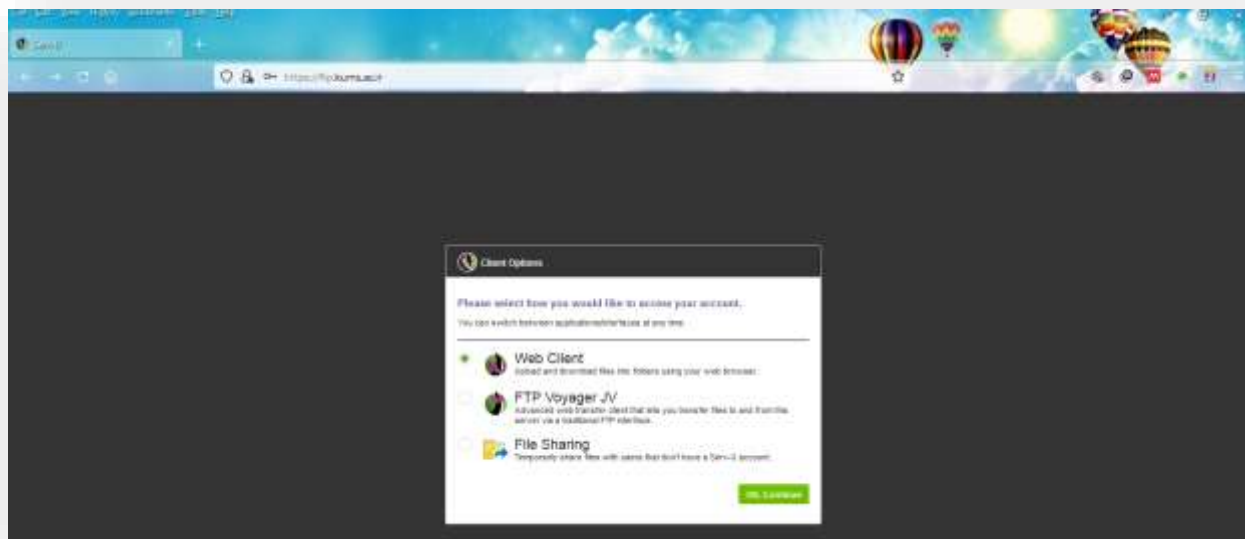 Serv-U
Client Options
Please select how you would like to access your account.
You can switch between applications/interfaces at any time.
Web Client
Upload and download files into folders using your web browser.
FTP Voyager JV
Advanced web transfer client that lets you transfer files to and from the
server via a traditional FTP interface.
File Sharing
Temporarily share files with users that don't have a Serv-U account.
OK, Continue